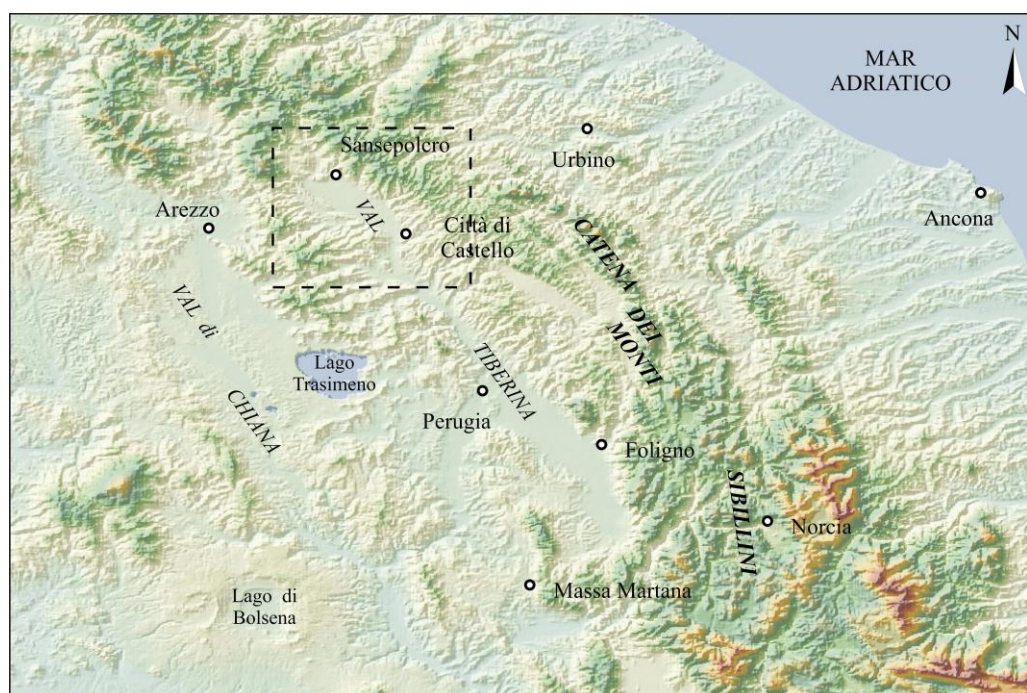 N
MAR
ADRIATICO
Sansepolcro
Urbino
Ancona
Arezzo
VAL
Città di
Castello
CATENA DEI
MONTI
SIBILLINI
VAL di
CHIANA
Lago
Trasimeno
TIBERINA
Perugia
Foligno
Norcia
Massa Martana
Lago di
Bolsena